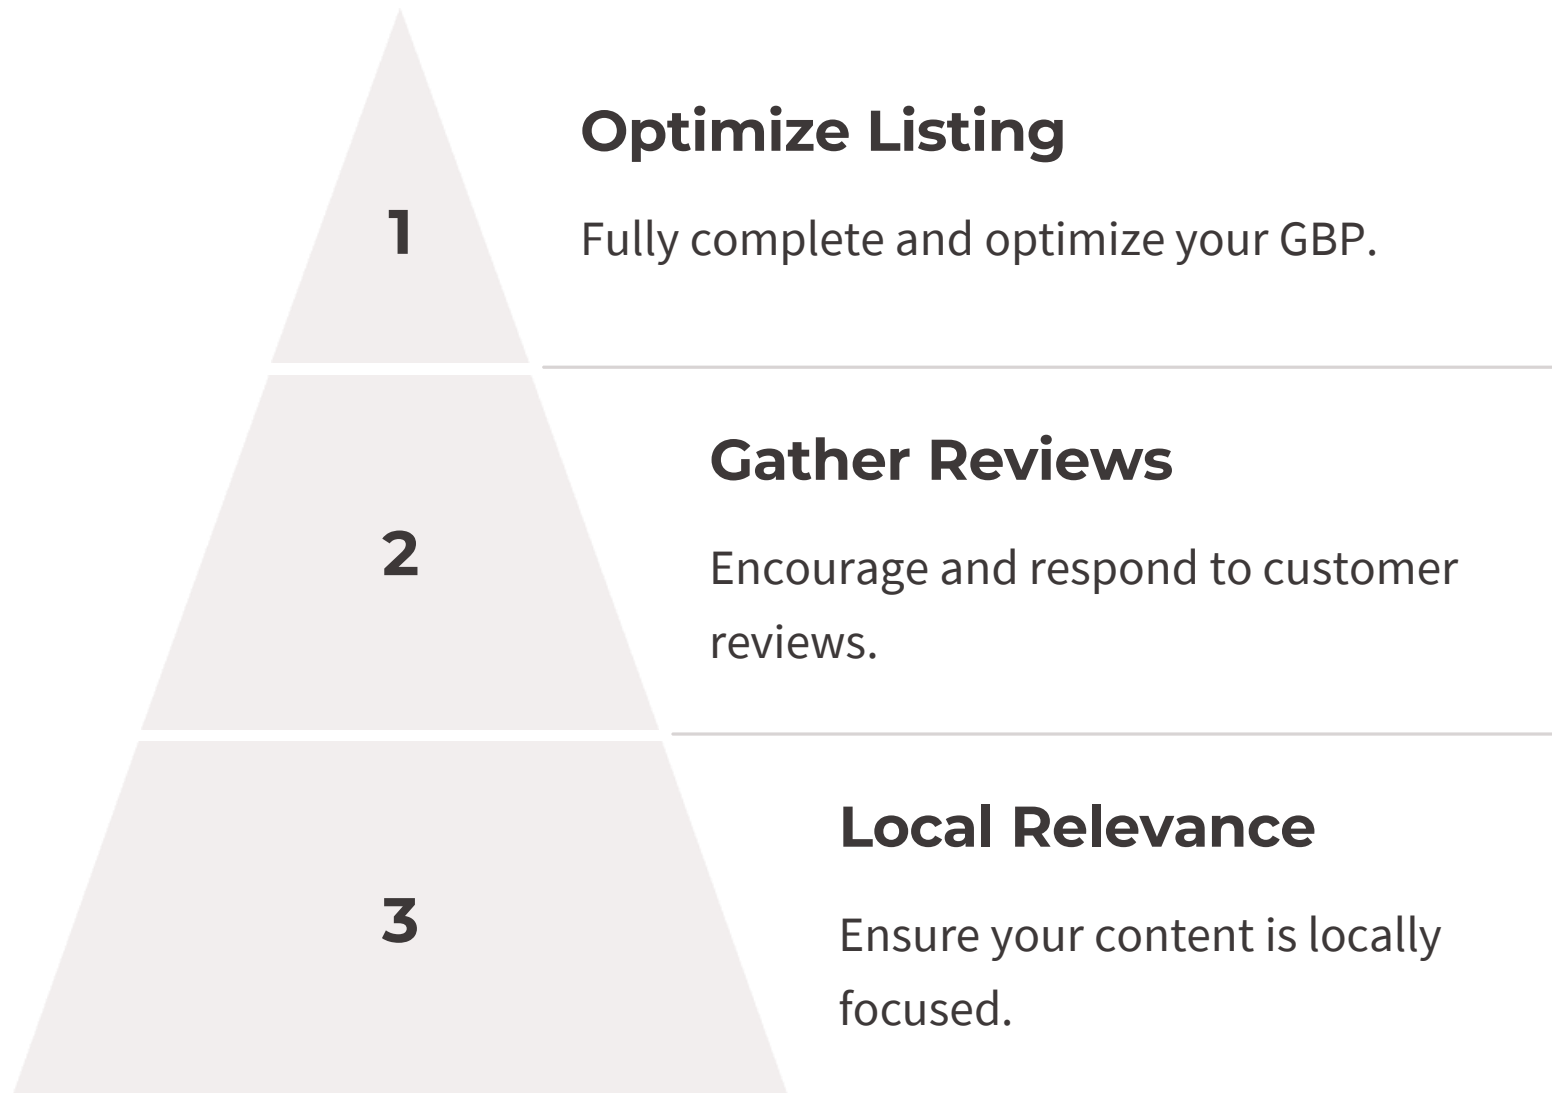 1
Optimize Listing
Fully complete and optimize your GBP.
2
Gather Reviews
Encourage and respond to customer
reviews.
3
Local Relevance
Ensure your content is locally
focused.